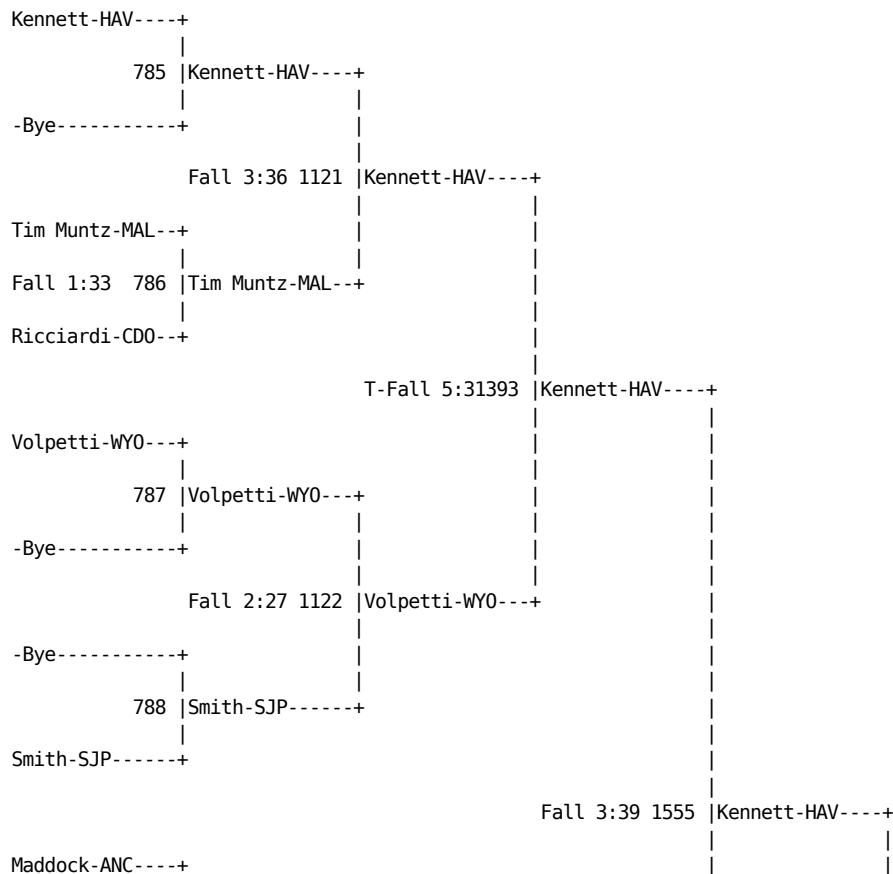 Kennett-HAV----+
|
785 |Kennett-HAV----+
| |
-Bye-----------+ |
|
Fall 3:36 1121 |Kennett-HAV----+
| |
Tim Muntz-MAL--+ | |
| | |
Fall 1:33 786 |Tim Muntz-MAL--+ |
| |
Ricciardi-CDO--+ |
|
T-Fall 5:31393 |Kennett-HAV----+
| |
Volpetti-WYO---+ | |
| | |
787 |Volpetti-WYO---+ | |
| | | |
-Bye-----------+ | | |
| | |
Fall 2:27 1122 |Volpetti-WYO---+ |
| |
-Bye-----------+ | |
| | |
788 |Smith-SJP------+ |
| |
Smith-SJP------+ |
|
Fall 3:39 1555 |Kennett-HAV----+
| |
Maddock-ANC----+ | |